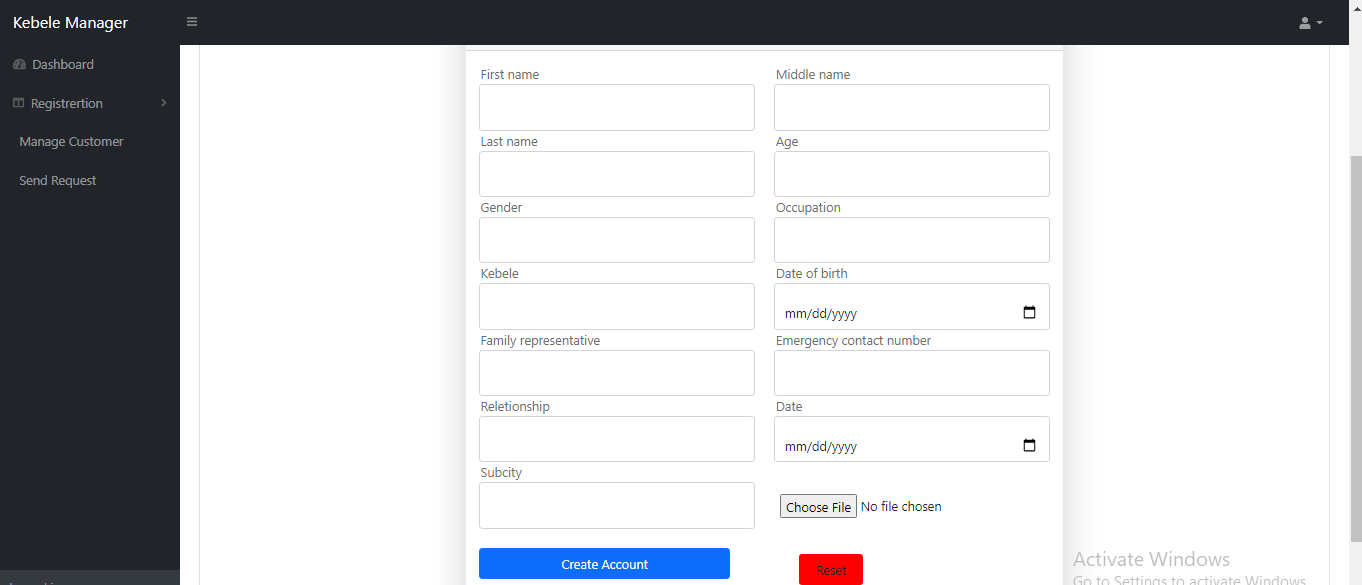 Kebele Manager
Dashboard
Registrertion
Manage Customer
Send Request
First name
Middle name
Last name
Age
Gender
Occupation
Kebele
Date of birth
mm/dd/yyyy
Family representative
Emergency contact number
Reletionship
Date
mm/dd/yyyy
Subcity
Choose File No file chosen
Create Account
Reset
Activate Windows
Go to Settings to activate Windows.